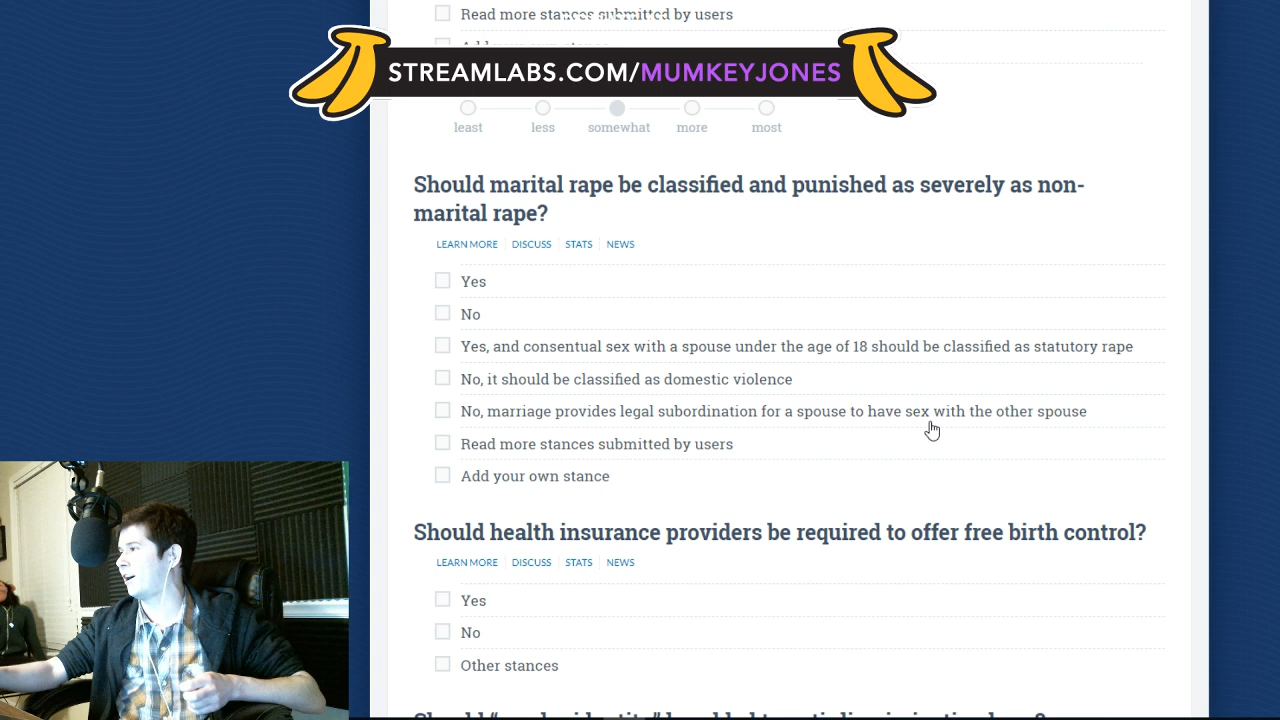 Read more stances submitted by users
Add your own stance
STREAMLABS.COM/MUMKEYJONES
least less somewhat more most
Should marital rape be classified and punished as severely as non-
marital rape?
LEARN MORE DISCUSS STATS NEWS
Yes
No
Yes, and consentual sex with a spouse under the age of 18 should be classified as statutory rape
No, it should be classified as domestic violence
No, marriage provides legal subordination for a spouse to have sex with the other spouse
Read more stances submitted by users
Add your own stance
Should health insurance providers be required to offer free birth control?
LEARN MORE DISCUSS STATS NEWS
Yes
No
Other stances